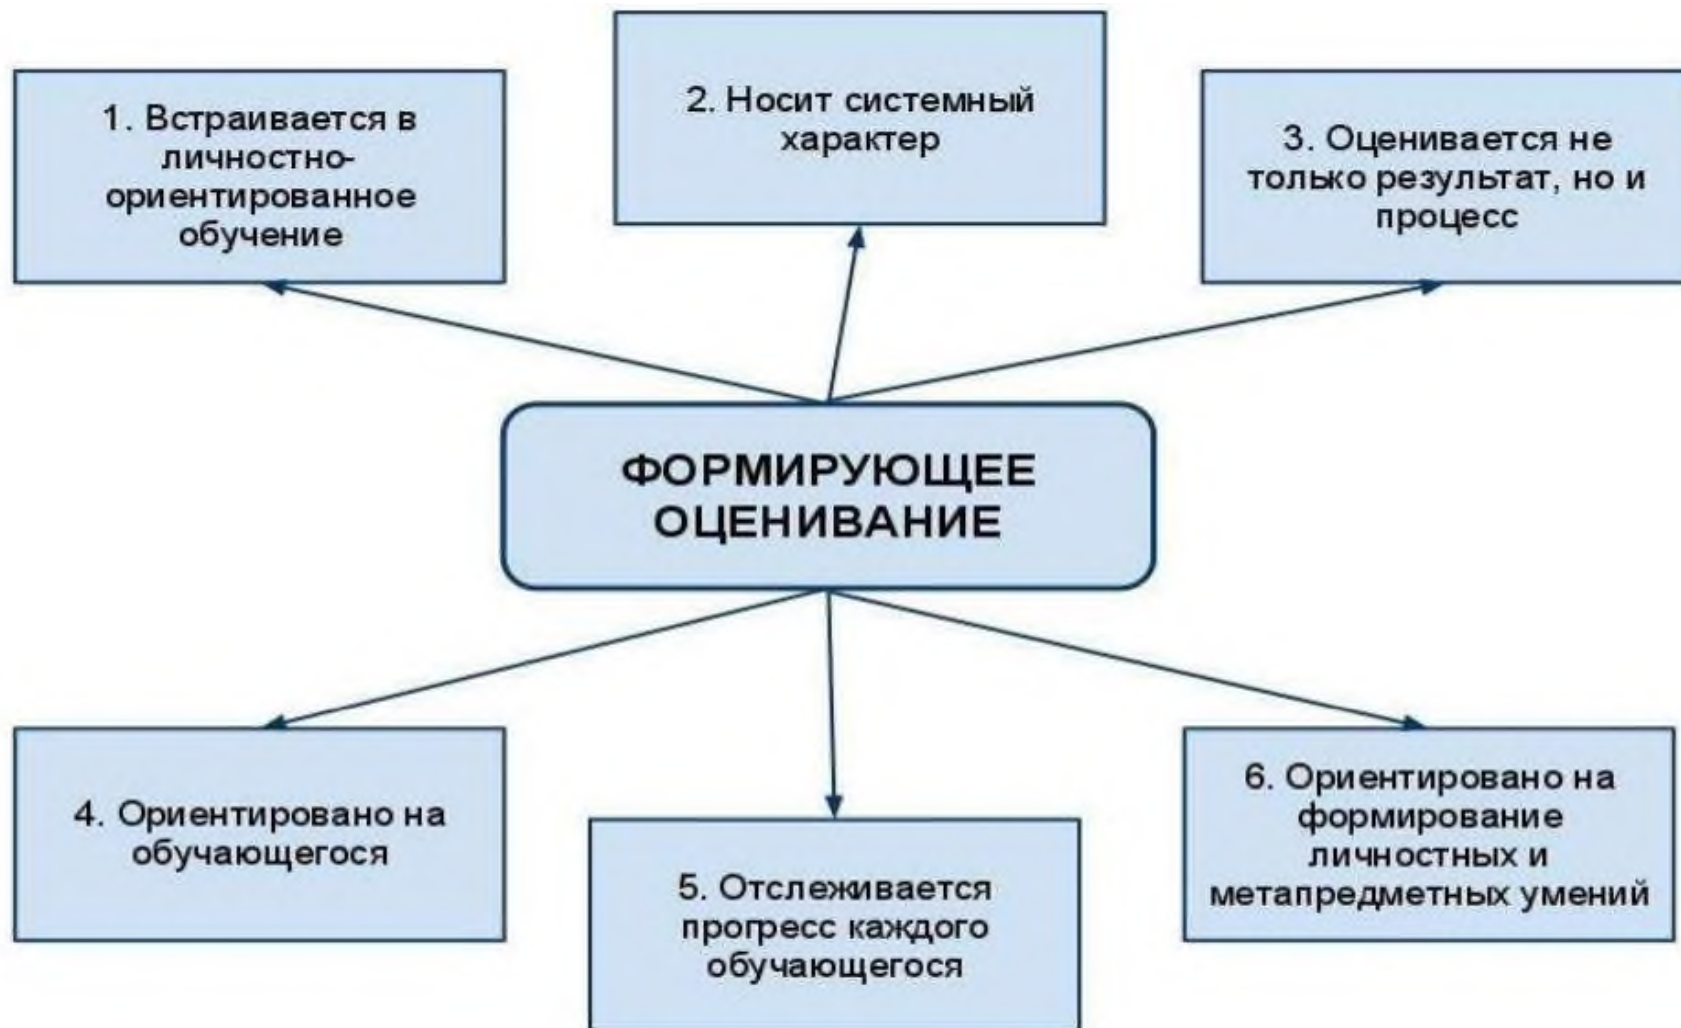 1. Встраивается в
личностно-
ориентированное
обучение
2. Носит системный
характер
3. Оценивается не
только результат, но и
процесс
ФОРМИРУЮЩЕЕ
ОЦЕНИВАНИЕ
4. Ориентировано на
обучающегося
5. Отслеживается
прогресс каждого
обучающегося
6. Ориентировано на
формирование
личностных и
метапредметных умений